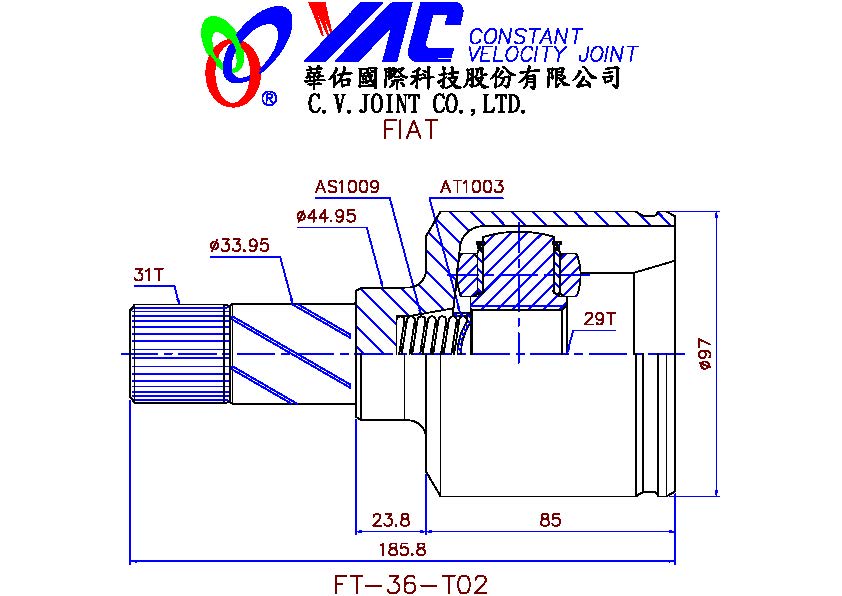 YAC CONSTANT
VELOCITY JOINT
®
華佑國際科技股份有限公司
C.V.JOINT CO.,LTD.
FIAT
AS1009
AT1003
ø44.95
ø33.95
31T
29T
ø97
23.8
85
185.8
FT-36-T02